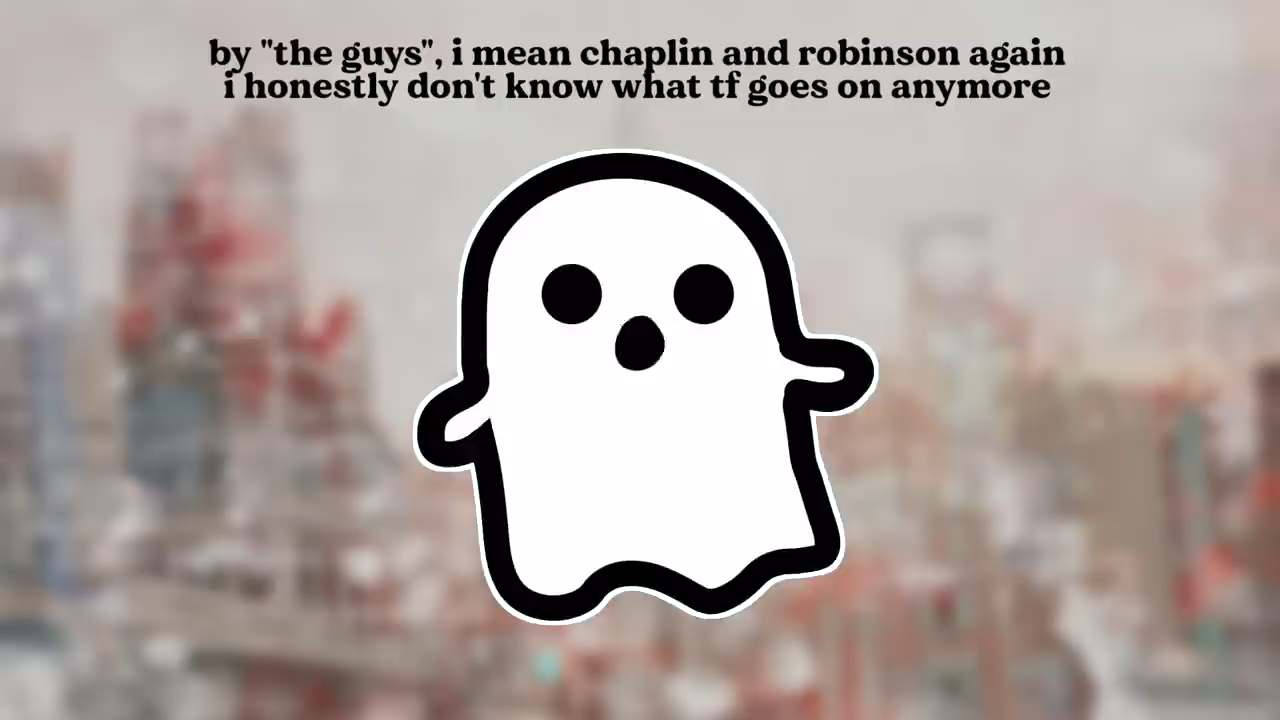 by "the guys", i mean chaplin and robinson again
i honestly don't know what tf goes on anymore